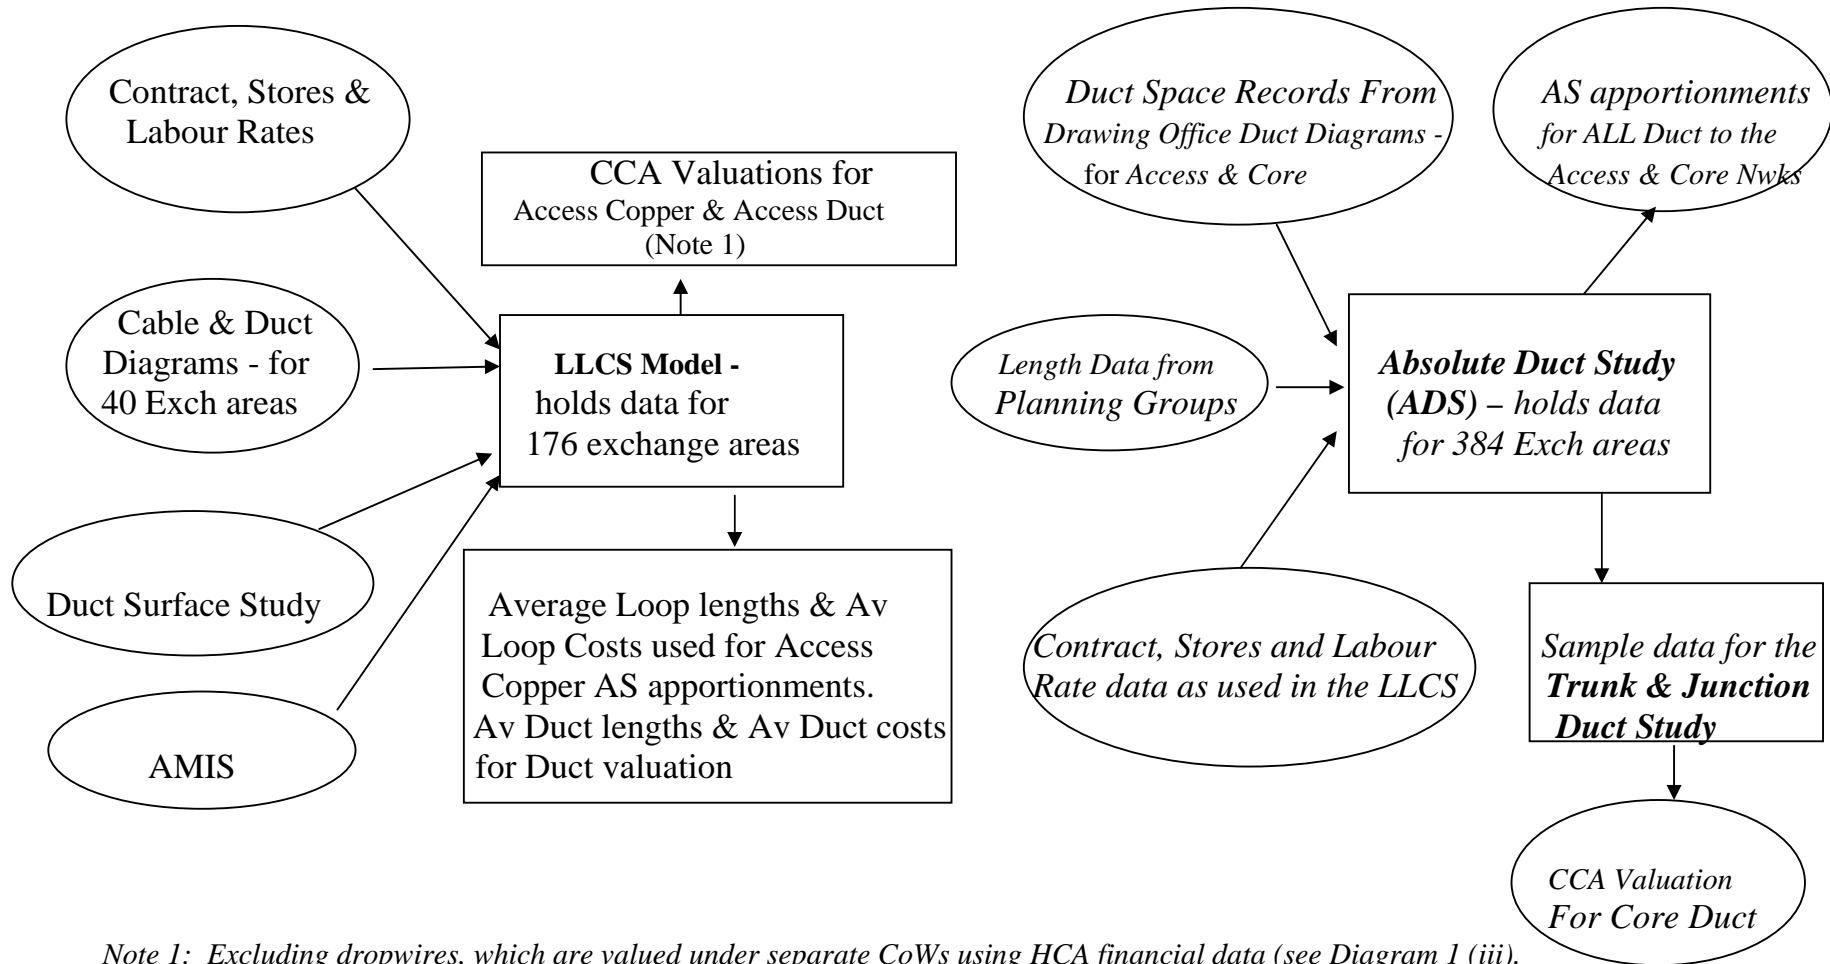 Contract, Stores &
Labour Rates
CCA Valuations for
Access Copper & Access Duct
(Note 1)
Cable & Duct
Diagrams - for
40 Exch areas
LLCS Model -
holds data for
176 exchange areas
Duct Surface Study
AMIS
Average Loop lengths & Av
Loop Costs used for Access
Copper AS apportionments.
Av Duct lengths & Av Duct costs
for Duct valuation
Duct Space Records From
Drawing Office Duct Diagrams -
for Access & Core
AS apportionments
for ALL Duct to the
Access & Core Nwks
Length Data from
Planning Groups
Absolute Duct Study
(ADS) – holds data
for 384 Exch areas
Contract, Stores and Labour
Rate data as used in the LLCS
Sample data for the
Trunk & Junction
Duct Study
CCA Valuation
For Core Duct
Note 1: Excluding dropwires, which are valued under separate CoWs using HCA financial data (see Diagram 1 (iii).